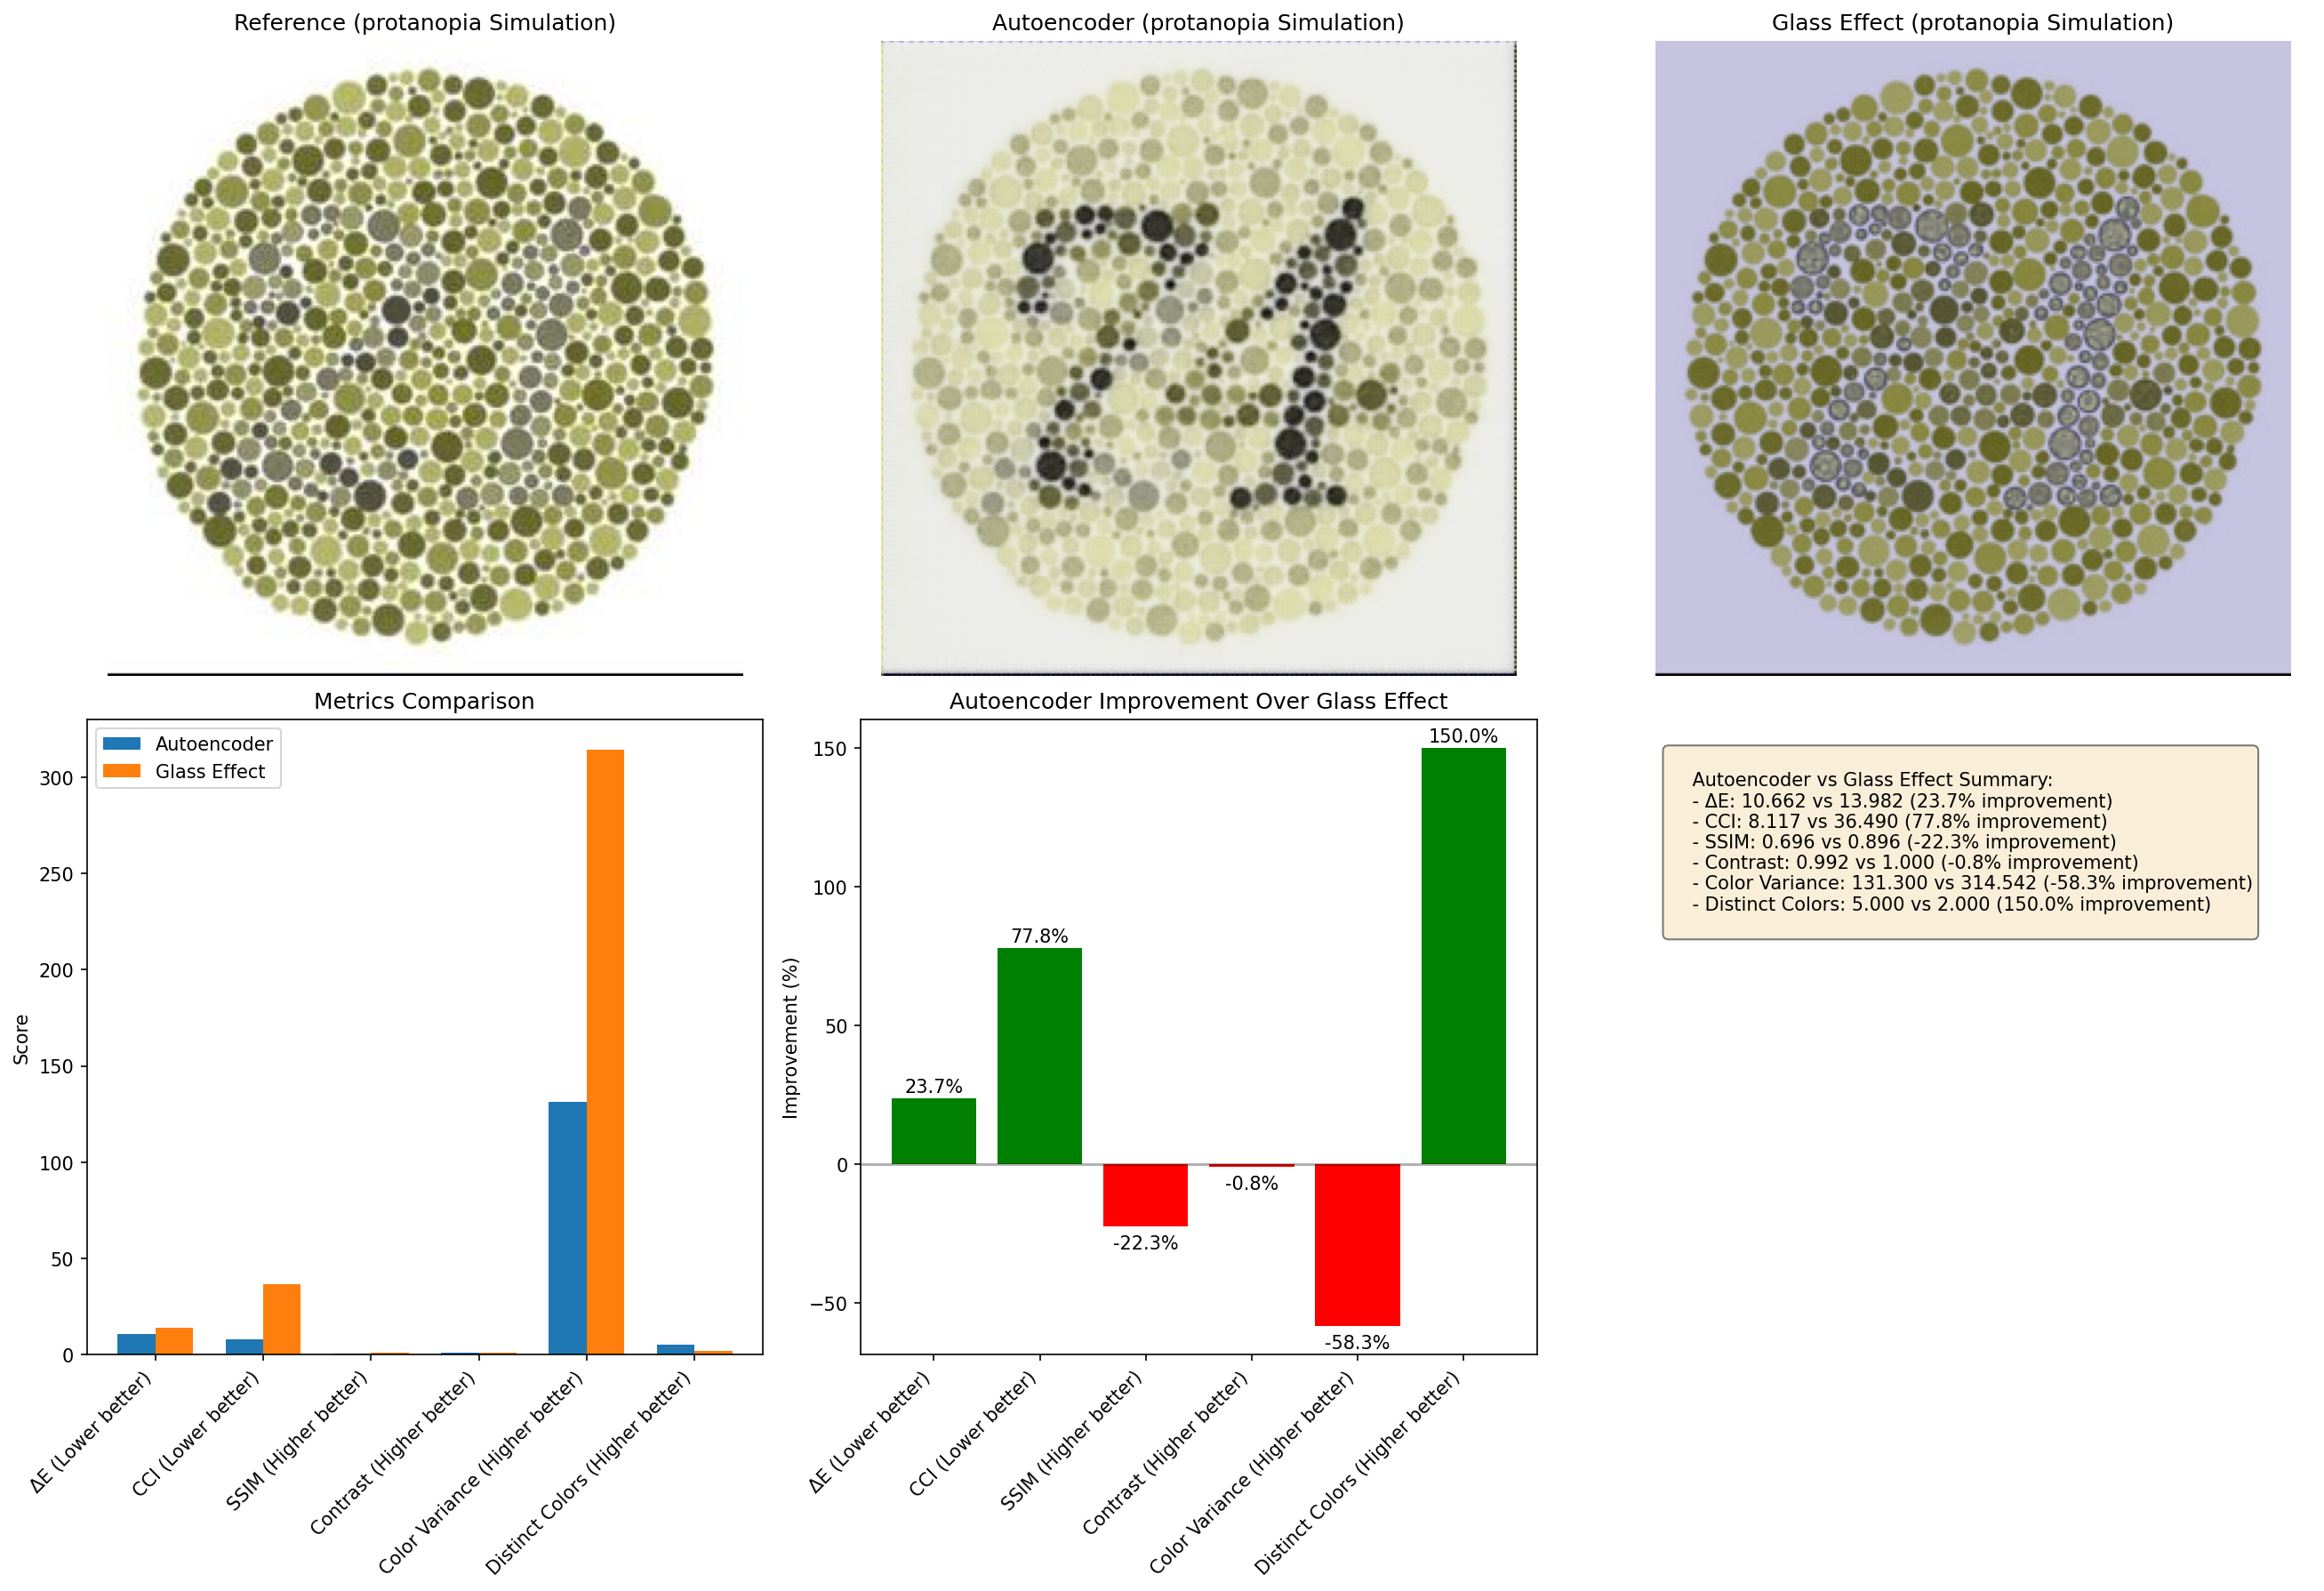 Reference (protanopia Simulation)
Autoencoder (protanopia Simulation)
Glass Effect (protanopia Simulation)
Metrics Comparison
Autoencoder
Glass Effect
Score
300
250
200
150
100
50
0
ΔE (Lower better)
CCI (Lower better)
SSIM (Higher better)
Contrast (Higher better)
Color Variance (Higher better)
Distinct Colors (Higher better)
Autoencoder Improvement Over Glass Effect
Improvement (%)
150
100
50
0
−50
23.7%
77.8%
-22.3%
-0.8%
-58.3%
150.0%
ΔE (Lower better)
CCI (Lower better)
SSIM (Higher better)
Contrast (Higher better)
Color Variance (Higher better)
Distinct Colors (Higher better)
Autoencoder vs Glass Effect Summary:
- ΔE: 10.662 vs 13.982 (23.7% improvement)
- CCI: 8.117 vs 36.490 (77.8% improvement)
- SSIM: 0.696 vs 0.896 (-22.3% improvement)
- Contrast: 0.992 vs 1.000 (-0.8% improvement)
- Color Variance: 131.300 vs 314.542 (-58.3% improvement)
- Distinct Colors: 5.000 vs 2.000 (150.0% improvement)